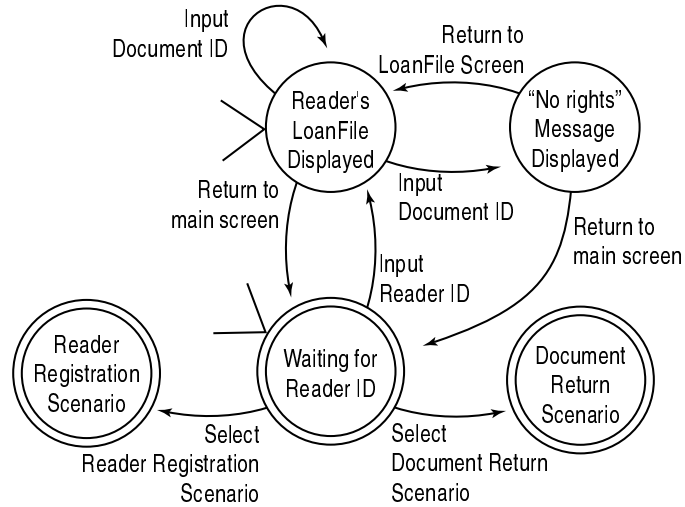 Input
Document ID
Return to
LoanFile Screen
Reader's
LoanFile
Displayed
“No rights”
Message
Displayed
Return to
main screen
Input
Document ID
Return to
main screen
Input
Reader ID
Reader
Registration
Scenario
Waiting for
Reader ID
Document
Return
Scenario
Select
Reader Registration
Scenario
Select
Document Return
Scenario